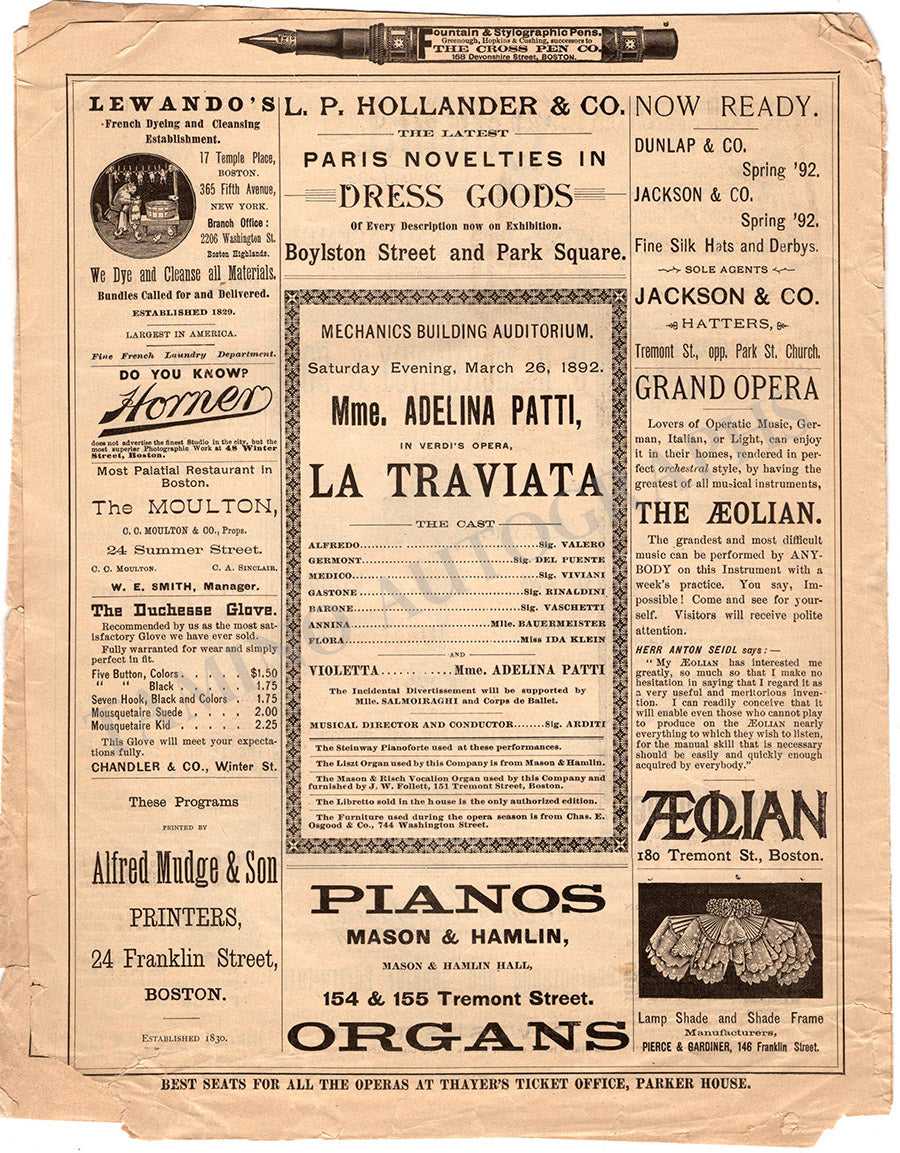 Fountain & Stylographic Pens.
Greenough, Hopkins & Cushing, successors to
THE CROSS PEN CO.
168 Devonshire Street, BOSTON.
LEWANDO'S
French Dyeing and Cleansing
Establishment.
17 Temple Place,
BOSTON.
365 Fifth Avenue,
NEW YORK.
Branch Office:
2206 Washington St.
Boston Highlands.
We Dye and Cleanse all Materials.
Bundles Called for and Delivered.
ESTABLISHED 1829.
LARGEST IN AMERICA.
Fine French Laundry Department.
DO YOU KNOW?
Horner
does not advertise the finest Studio in the city, but the
most superior Photographic Work at 48 Winter
Street, Boston.
Most Palatial Restaurant in
Boston.
The MOULTON,
C. C. MOULTON & CO., Props.
24 Summer Street.
C. C. MOULTON. C. A. SINCLAIR.
W. E. SMITH, Manager.
The Duchesse Glove.
Recommended by us as the most sat-
isfactory Glove we have ever sold.
Fully warranted for wear and simply
perfect in fit.
Five Button, Colors . . . . . $1.50
" " Black . . . . . 1.75
Seven Hook, Black and Colors . 1.75
Mousquetaire Suede . . . . . 2.00
Mousquetaire Kid . . . . . 2.25
This Glove will meet your expecta-
tions fully.
CHANDLER & CO., Winter St.
These Programs
PRINTED BY
Alfred Mudge & Son
PRINTERS,
24 Franklin Street,
BOSTON.
ESTABLISHED 1830.
L. P. HOLLANDER & CO.
THE LATEST
PARIS NOVELTIES IN
DRESS GOODS
Of Every Description now on Exhibition.
Boylston Street and Park Square.
MECHANICS BUILDING AUDITORIUM.
Saturday Evening, March 26, 1892.
Mme. ADELINA PATTI,
IN VERDI'S OPERA,
LA TRAVIATA
THE CAST
ALFREDO........................Sig. VALERO
GERMONT........................Sig. DEL PUENTE
MEDICO........................Sig. VIVIANI
GASTONE........................Sig. RINALDINI
BARONE........................Sig. VASCHETTI
ANNINA........................Mlle. BAUERMEISTER
FLORA........................Miss IDA KLEIN
AND
VIOLETTA............Mme. ADELINA PATTI
The Incidental Divertissement will be supported by
Mlle. SALMOIRAGHI and Corps de Ballet.
MUSICAL DIRECTOR AND CONDUCTOR.......Sig. ARDITI
The Steinway Pianoforte used at these performances.
The Liszt Organ used by this Company is from Mason & Hamlin.
The Mason & Risch Vocalion Organ used by this Company and
furnished by J. W. Follett, 151 Tremont Street, Boston.
The Libretto sold in the house is the only authorized edition.
The Furniture used during the opera season is from Chas. E.
Osgood & Co., 744 Washington Street.
PIANOS
MASON & HAMLIN,
MASON & HAMLIN HALL,
154 & 155 Tremont Street.
ORGANS
NOW READY.
DUNLAP & CO.
Spring '92.
JACKSON & CO.
Spring '92.
Fine Silk Hats and Derbys.
SOLE AGENTS
JACKSON & CO.
HATTERS,
Tremont St., opp. Park St. Church.
GRAND OPERA
Lovers of Operatic Music, Ger-
man, Italian, or Light, can enjoy
it in their homes, rendered in per-
fect orchestral style, by having the
greatest of all musical instruments,
THE ÆOLIAN.
The grandest and most difficult
music can be performed by ANY-
BODY on this Instrument with a
week's practice. You say, Im-
possible! Come and see for your-
self. Visitors will receive polite
attention.
HERR ANTON SEIDL says:—
"My ÆOLIAN has interested me
greatly, so much so that I make no
hesitation in saying that I regard it as
a very useful and meritorious inven-
tion. I can readily conceive that it
will enable even those who cannot play
to produce on the ÆOLIAN nearly
everything to which they wish to listen,
for the manual skill that is necessary
should be easily and quickly enough
acquired by everybody."
ÆOLIAN
180 Tremont St., Boston.
Lamp Shade and Shade Frame
Manufacturers,
PIERCE & GARDINER, 146 Franklin Street.
BEST SEATS FOR ALL THE OPERAS AT THAYER'S TICKET OFFICE, PARKER HOUSE.
TAMINO AUTOGRAPHS